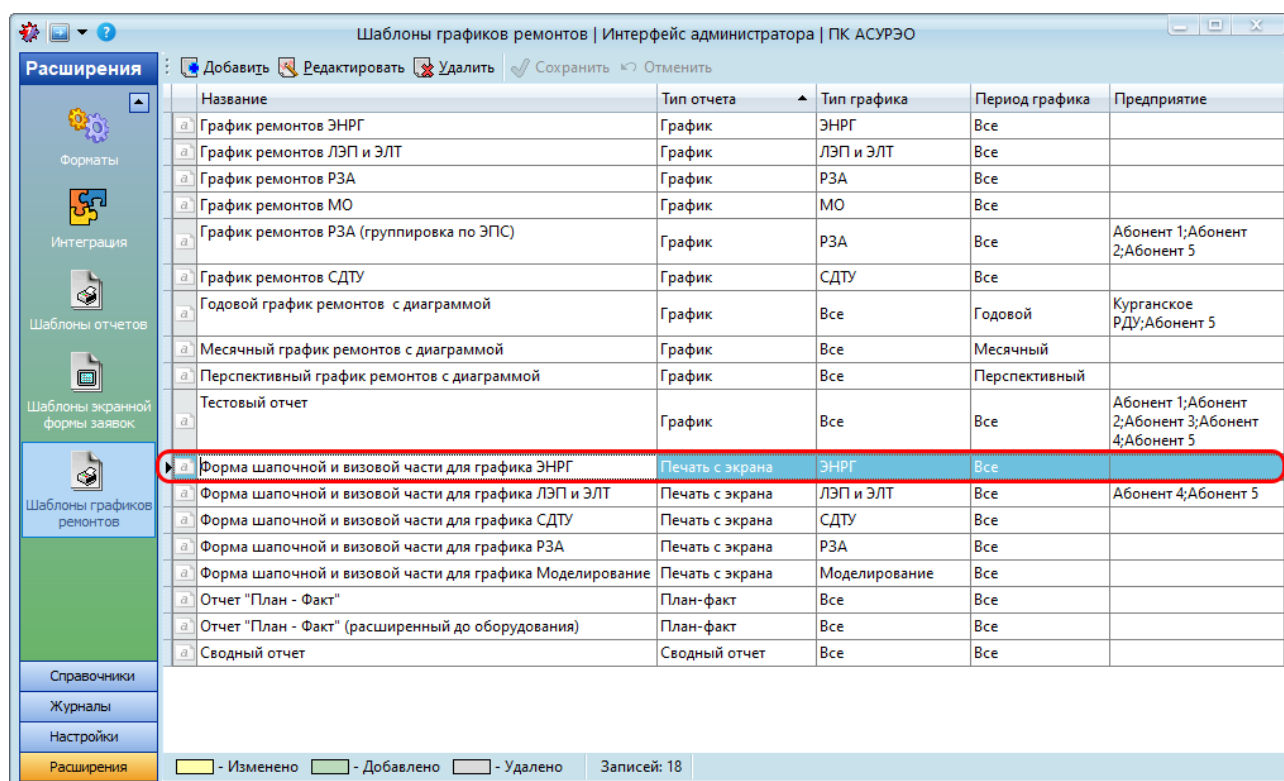 Шаблоны графиков ремонтов | Интерфейс администратора | ПК АСУРЭО
Расширения
Добавить Редактировать Удалить Сохранить Отменить
Название Тип отчета Тип графика Период графика Предприятие
График ремонтов ЭНРГ График ЭНРГ Все
График ремонтов ЛЭП и ЭЛТ График ЛЭП и ЭЛТ Все
График ремонтов РЗА График РЗА Все
График ремонтов МО График МО Все
График ремонтов РЗА (группировка по ЭПС) График РЗА Все Абонент 1;Абонент
2;Абонент 5
График ремонтов СДТУ График СДТУ Все
Годовой график ремонтов с диаграммой График Все Годовой Курганское
РДУ;Абонент 5
Месячный график ремонтов с диаграммой График Все Месячный
Перспективный график ремонтов с диаграммой График Все Перспективный
Тестовый отчет График Все Все Абонент 1;Абонент
2;Абонент 3;Абонент
4;Абонент 5
Форма шапочной и визовой части для графика ЭНРГ Печать с экрана ЭНРГ Все
Форма шапочной и визовой части для графика ЛЭП и ЭЛТ Печать с экрана ЛЭП и ЭЛТ Все Абонент 4;Абонент 5
Форма шапочной и визовой части для графика СДТУ Печать с экрана СДТУ Все
Форма шапочной и визовой части для графика РЗА Печать с экрана РЗА Все
Форма шапочной и визовой части для графика Моделирование Печать с экрана Моделирование Все
Отчет "План - Факт" План-факт Все Все
Отчет "План - Факт" (расширенный до оборудования) План-факт Все Все
Сводный отчет Сводный отчет Все Все
Форматы
Интеграция
Шаблоны отчетов
Шаблоны экранной
формы заявок
Шаблоны графиков
ремонтов
Справочники
Журналы
Настройки
Расширения
- Изменено - Добавлено - Удалено Записей: 18